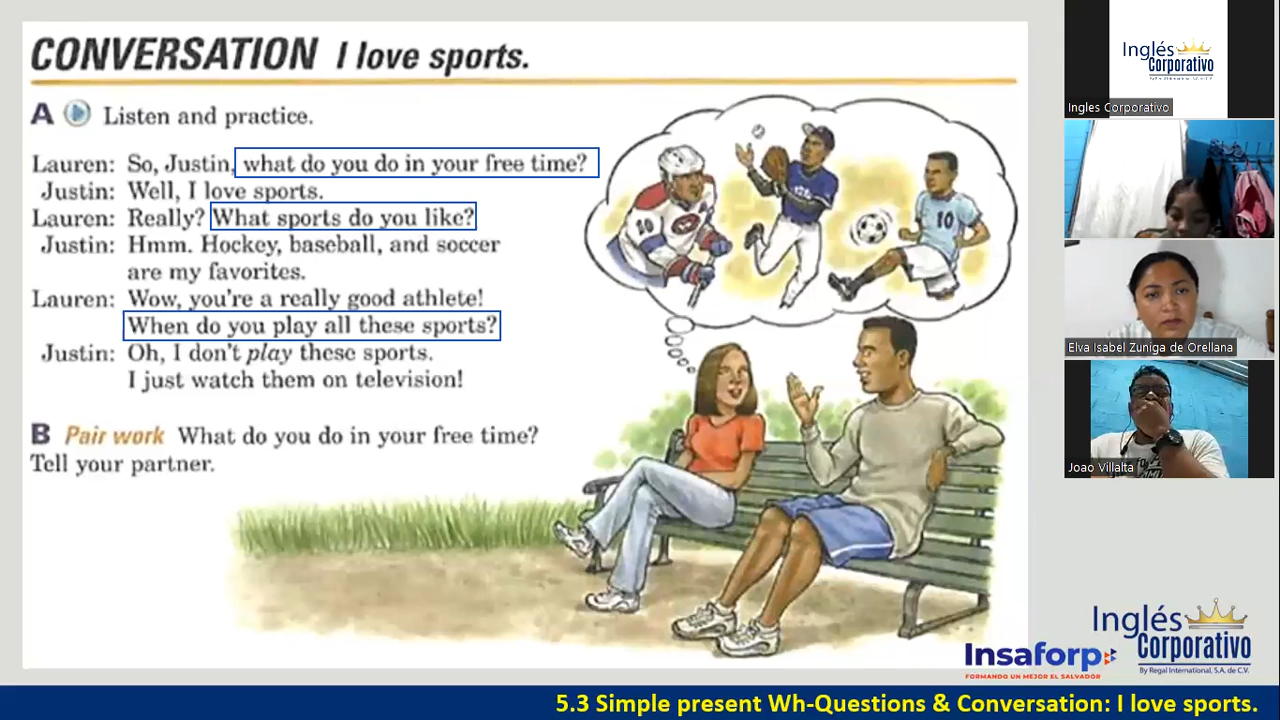 CONVERSATION I love sports.
A Listen and practice.
Lauren: So, Justin, what do you do in your free time?
Justin: Well, I love sports.
Lauren: Really? What sports do you like?
Justin: Hmm. Hockey, baseball, and soccer
are my favorites.
Lauren: Wow, you're a really good athlete!
When do you play all these sports?
Justin: Oh, I don't play these sports.
I just watch them on television!
B Pair work What do you do in your free time?
Tell your partner.
10
Inglés
Corporativo
Ingles Corporativo
Elva Isabel Zuniga de Orellana
Joao Villalta
Insaforp
FORMANDO UN MEJOR EL SALVADOR
Inglés
Corporativo
By Regal International, S.A. de C.V.
5.3 Simple present Wh-Questions & Conversation: I love sports.